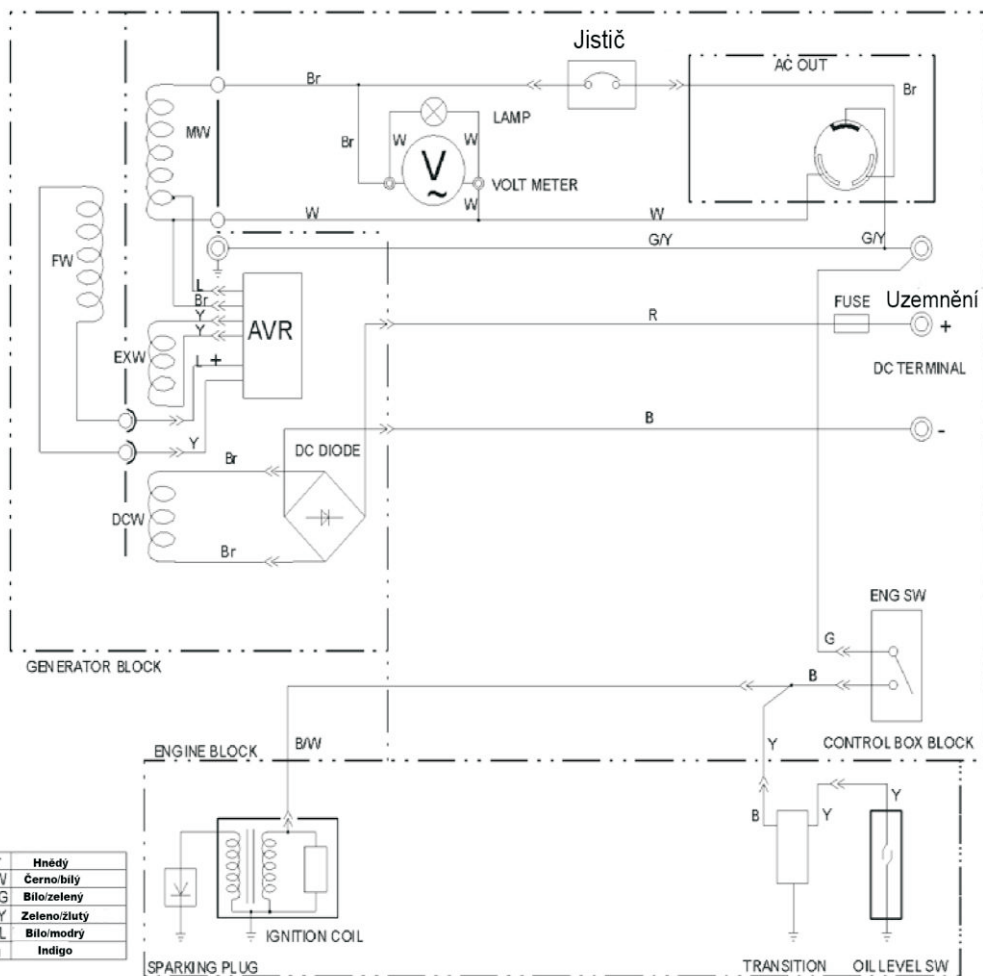 Jistič
AC OUT
Br
Br
MW
LAMP
Br
W
W
V
~
VOLT METER
W
W
W
FW
G/Y
G/Y
L
Br
Y
Y
AVR
EXW
L +
R
FUSE
Uzemnění
+
DC TERMINAL
Y
B
-
Br
DC DIODE
DCW
Br
ENG SW
G
B
GENERATOR BLOCK
B/W
Y
ENGINE BLOCK
CONTROL BOX BLOCK
B
Y
Y
Hnědý
Černo/bílý
Bílo/zelený
Y Zeleno/žlutý
L Bílo/modrý
Indigo
IGNITION COIL
SPARKING PLUG
TRANSITION
OIL LEVEL SW